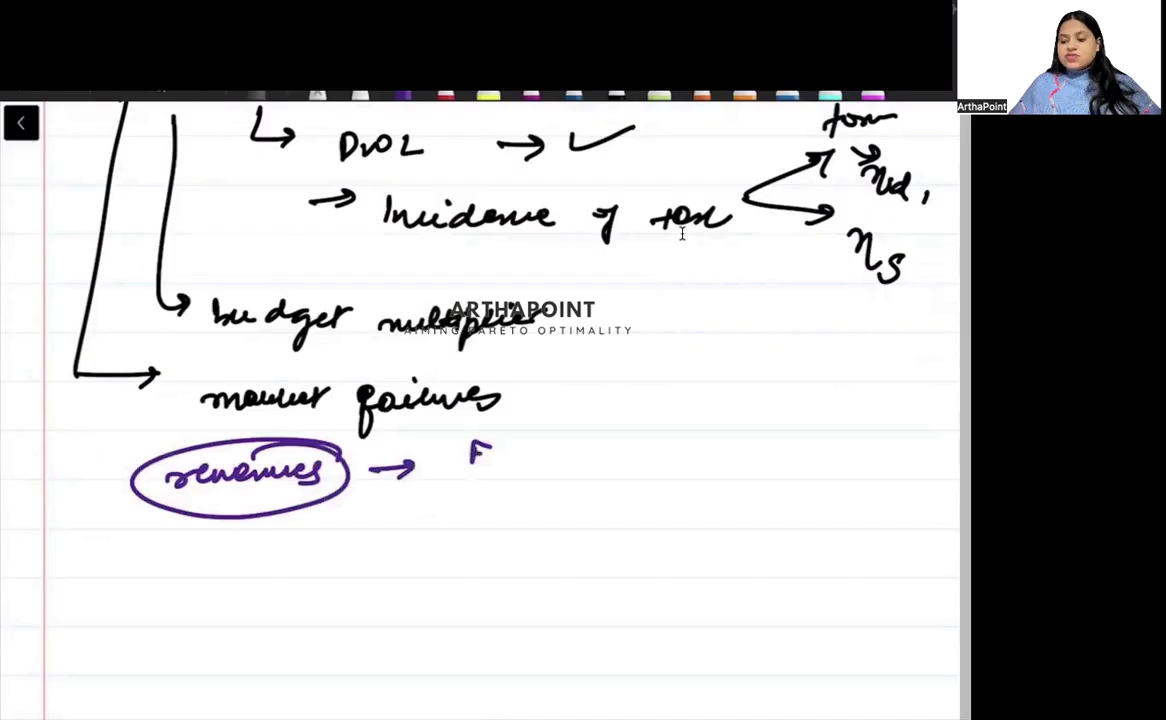 ArthaPoint
form
DWL → ✓
→ ηd,
→ Incidence of tax
ηs
budget multiplier
ARTHAPOINT
AIMING PARETO OPTIMALITY
market failures
revenues → F